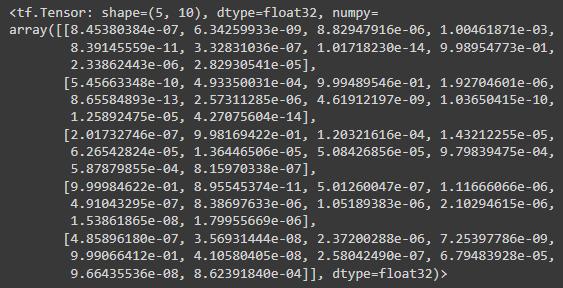 <tf.Tensor: shape=(5, 10), dtype=float32, numpy=
array([[8.45380384e-07, 6.34259933e-09, 8.82947916e-06, 1.00461871e-03,
        8.39145559e-11, 3.32831036e-07, 1.01718230e-14, 9.98954773e-01,
        2.33862443e-06, 2.82930541e-05],
       [5.45663348e-10, 4.93350031e-04, 9.99489546e-01, 1.92704601e-06,
        8.65584893e-13, 2.57311285e-06, 4.61912197e-09, 1.03650415e-10,
        1.25892475e-05, 4.27075604e-14],
       [2.01732746e-07, 9.98169422e-01, 1.20321616e-04, 1.43212255e-05,
        6.26542824e-05, 1.36446506e-05, 5.08426856e-05, 9.79839475e-04,
        5.87879855e-04, 8.15970338e-07],
       [9.99984622e-01, 8.95545374e-11, 5.01260047e-07, 1.11666066e-06,
        4.91043295e-07, 8.38697633e-06, 1.05189383e-06, 2.10294615e-06,
        1.53861865e-08, 1.79955669e-06],
       [4.85896180e-07, 3.56931444e-08, 2.37200288e-06, 7.25397786e-09,
        9.99066412e-01, 4.10580405e-08, 2.58042490e-07, 6.79483928e-05,
        9.66435536e-08, 8.62391840e-04]], dtype=float32)>